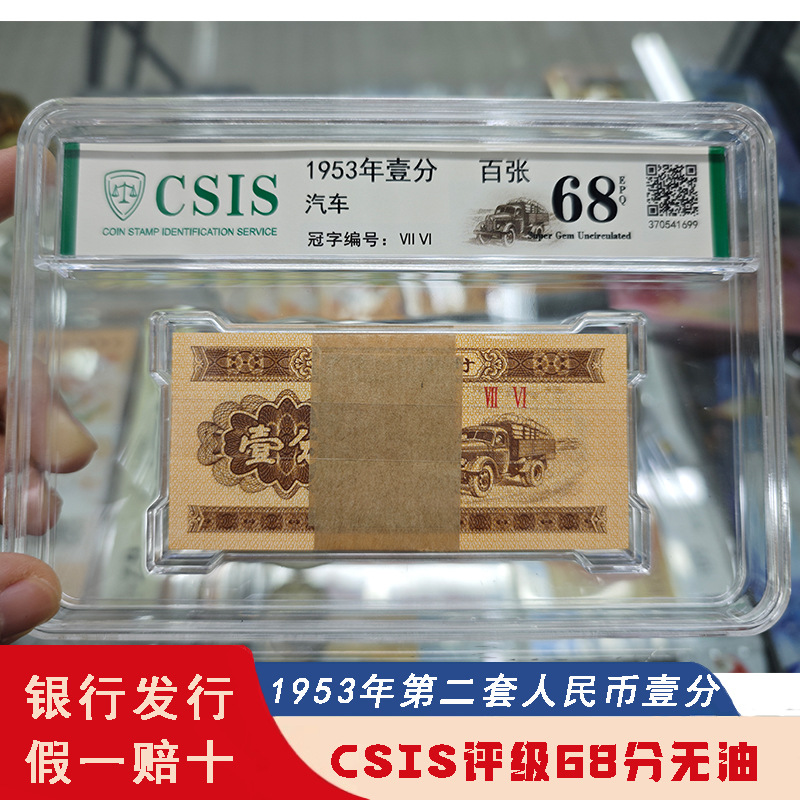 CSIS
COIN STAMP IDENTIFICATION SERVICE
1953年壹分 百张
汽车
冠字编号：Ⅶ Ⅵ
68
EPQ
Super Gem Uncirculated
370541699
Ⅶ Ⅵ
壹分
银行发行
假一赔十
1953年第二套人民币壹分
CSIS评级68分无油